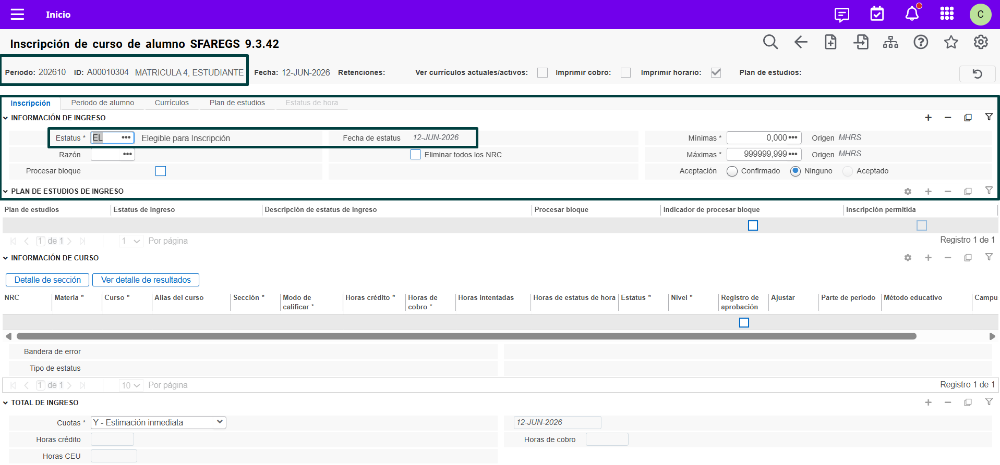 Inicio
C
Inscripción de curso de alumno SFAREGS 9.3.42
Periodo: 202610 ID: A00010304 MATRICULA 4, ESTUDIANTE Fecha: 12-JUN-2026 Retenciones: Ver currículos actuales/activos: Imprimir cobro: Imprimir horario: Plan de estudios:
Inscripción Periodo de alumno Currículos Plan de estudios Estatus de hora
INFORMACIÓN DE INGRESO
Estatus * EL ••• Elegible para Inscripción Fecha de estatus 12-JUN-2026 Mínimas * 0,000 ••• Origen MHRS
Razón ••• Eliminar todos los NRC Máximas * 999999,999 ••• Origen MHRS
Procesar bloque Aceptación Confirmado Ninguno Aceptado
PLAN DE ESTUDIOS DE INGRESO
Plan de estudios Estatus de ingreso Descripción de estatus de ingreso Procesar bloque Indicador de procesar bloque Inscripción permitida
1 de 1 1 Por página Registro 1 de 1
INFORMACIÓN DE CURSO
Detalle de sección Ver detalle de resultados
NRC Materia * Curso * Alias del curso Sección * Modo de calificar * Horas crédito * Horas de cobro * Horas intentadas Horas de estatus de hora Estatus * Nivel * Registro de aprobación Ajustar Parte de periodo Método educativo Campu
Bandera de error
Tipo de estatus
1 de 1 10 Por página Registro 1 de 1
TOTAL DE INGRESO
Cuotas * Y - Estimación inmediata 12-JUN-2026
Horas crédito Horas de cobro
Horas CEU